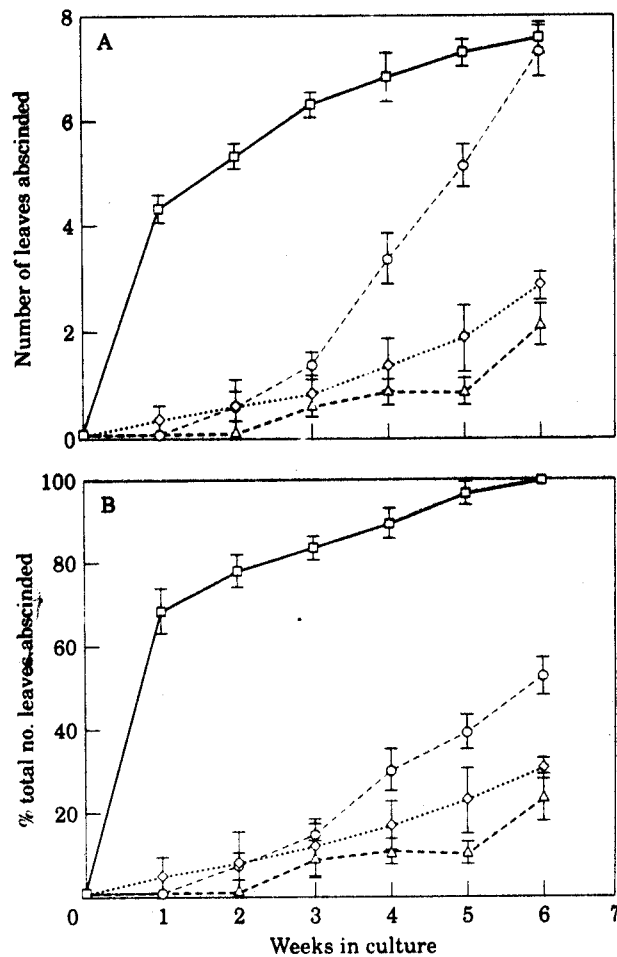 A
8
6
4
2
0
Number of leaves abscinded
B
100
80
60
40
20
% total no. leaves abscinded
0 1 2 3 4 5 6 7
Weeks in culture